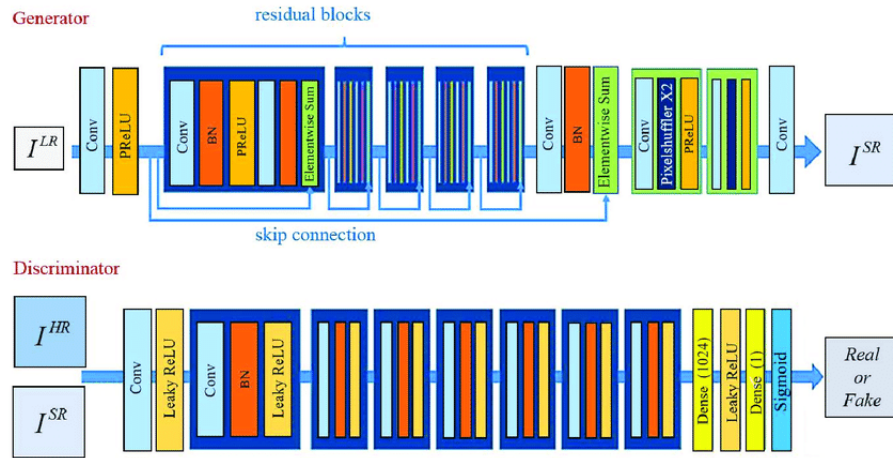 residual blocks
Generator
I^LR
Conv
PReLU
Conv
BN
PReLU
Elementwise Sum
Conv
BN
Elementwise Sum
Conv
Pixelshuffler X2
PReLU
Conv
I^SR
skip connection
Discriminator
I^HR
I^SR
Conv
Leaky ReLU
Conv
BN
Leaky ReLU
Dense (1024)
Leaky ReLU
Dense (1)
Sigmoid
Real
or
Fake